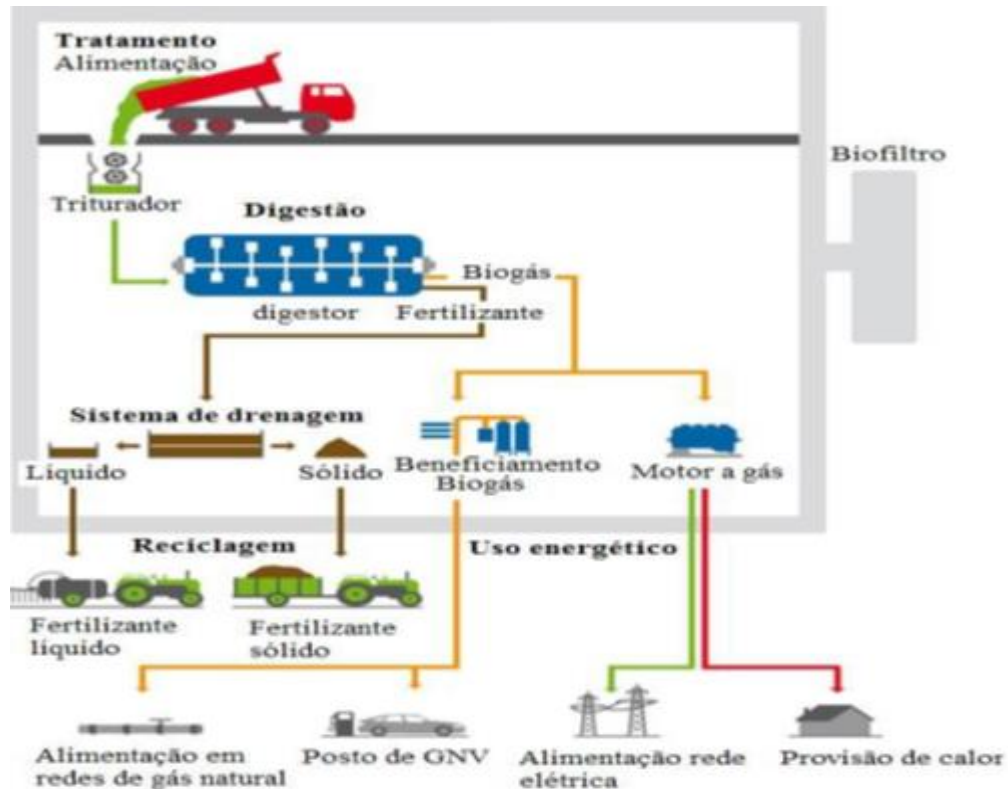 Tratamento
Alimentação
Biofiltro
Triturador
Digestão
Biogás
digestor
Fertilizante
Sistema de drenagem
Líquido
Sólido
Beneficiamento
Biogás
Motor a gás
Reciclagem
Uso energético
Fertilizante
líquido
Fertilizante
sólido
Alimentação em
redes de gás natural
Posto de GNV
Alimentação rede
elétrica
Provisão de calor